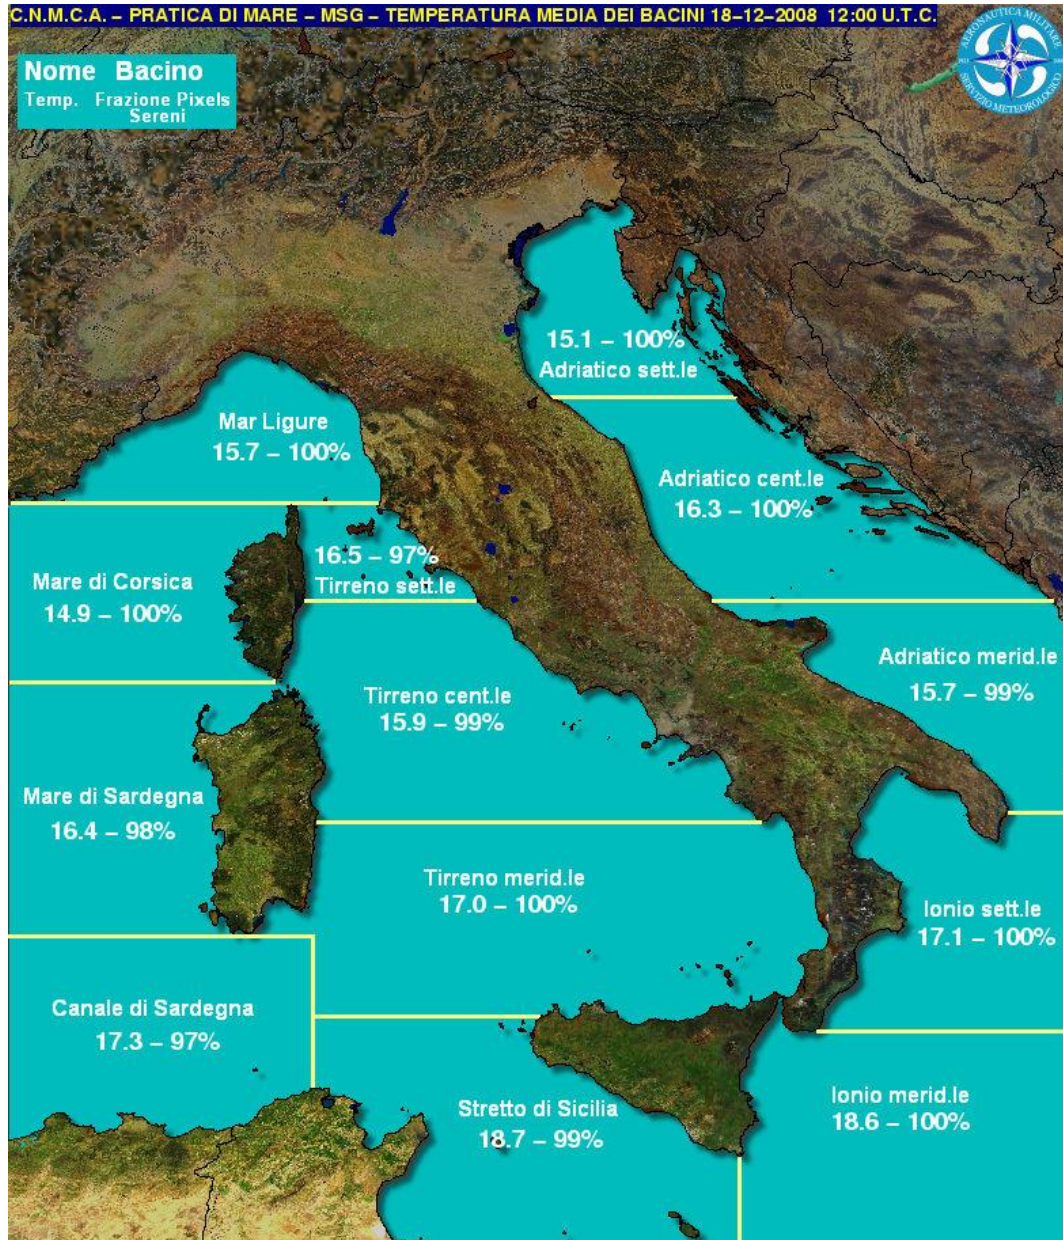 C.N.M.C.A. – PRATICA DI MARE – MSG – TEMPERATURA MEDIA DEI BACINI 18–12–2008 12:00 U.T.C.
AERONAUTICA MILITARE
SERVIZIO METEOROLOGICO
Nome Bacino
Temp. Frazione Pixels
Sereni
15.1 – 100%
Adriatico sett.le
Mar Ligure
15.7 – 100%
Adriatico cent.le
16.3 – 100%
16.5 – 97%
Tirreno sett.le
Mare di Corsica
14.9 – 100%
Adriatico merid.le
15.7 – 99%
Tirreno cent.le
15.9 – 99%
Mare di Sardegna
16.4 – 98%
Tirreno merid.le
17.0 – 100%
Ionio sett.le
17.1 – 100%
Canale di Sardegna
17.3 – 97%
Stretto di Sicilia
18.7 – 99%
Ionio merid.le
18.6 – 100%